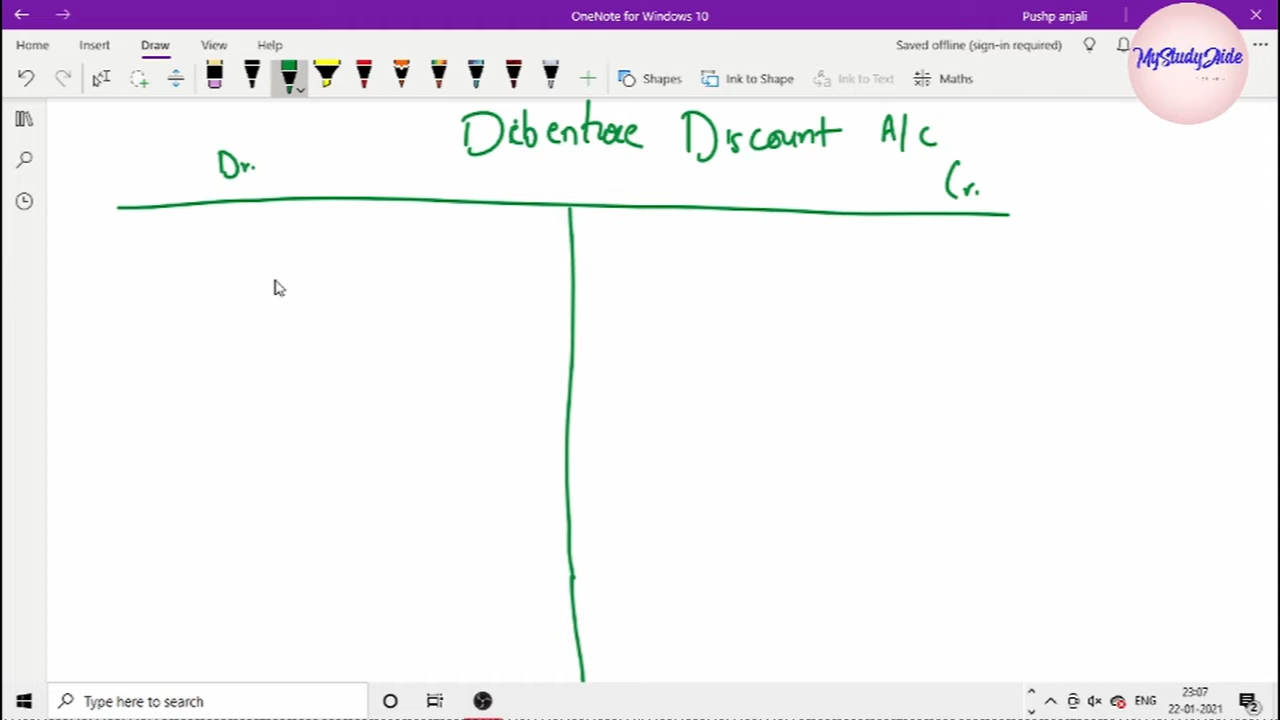 OneNote for Windows 10
Pushp anjali
Home Insert Draw View Help
Saved offline (sign-in required)
MyStudyAide
Shapes Ink to Shape Ink to Text Maths
Debenture Discount A/c
Dr.
Cr.
Type here to search
ENG
23:07
22-01-2021
2